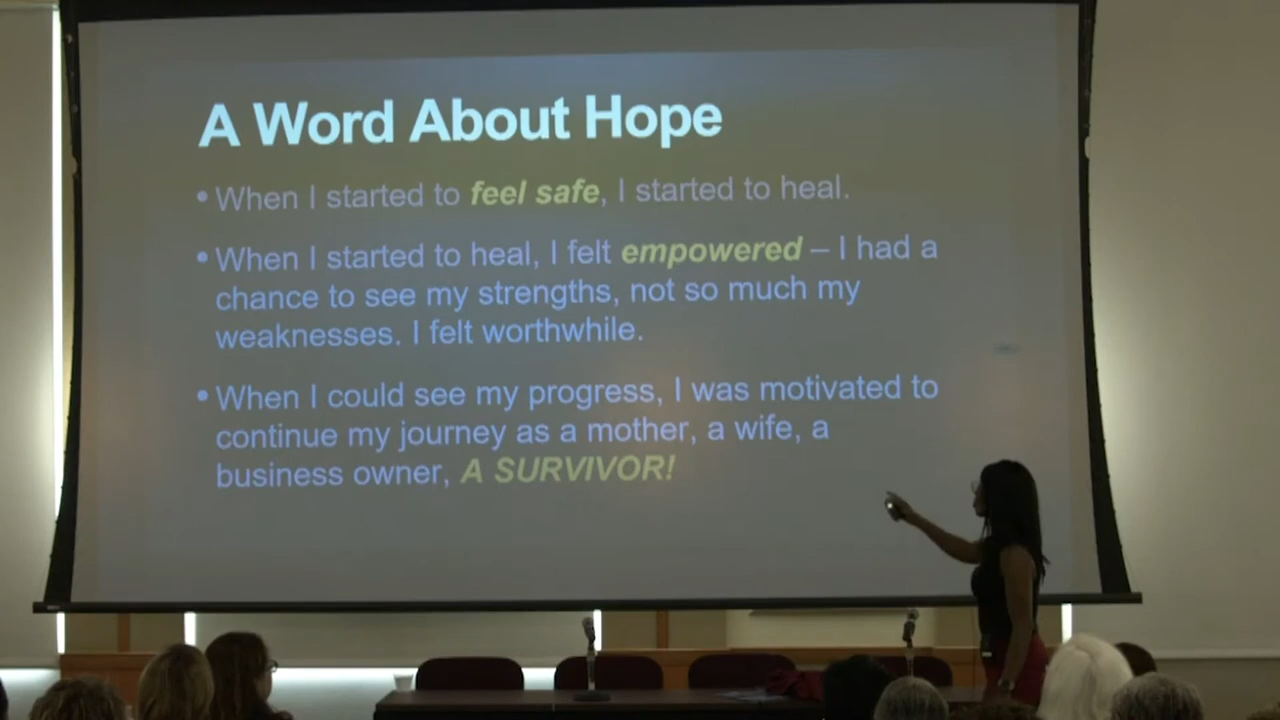 A Word About Hope
• When I started to feel safe, I started to heal.
• When I started to heal, I felt empowered – I had a
chance to see my strengths, not so much my
weaknesses. I felt worthwhile.
• When I could see my progress, I was motivated to
continue my journey as a mother, a wife, a
business owner, A SURVIVOR!